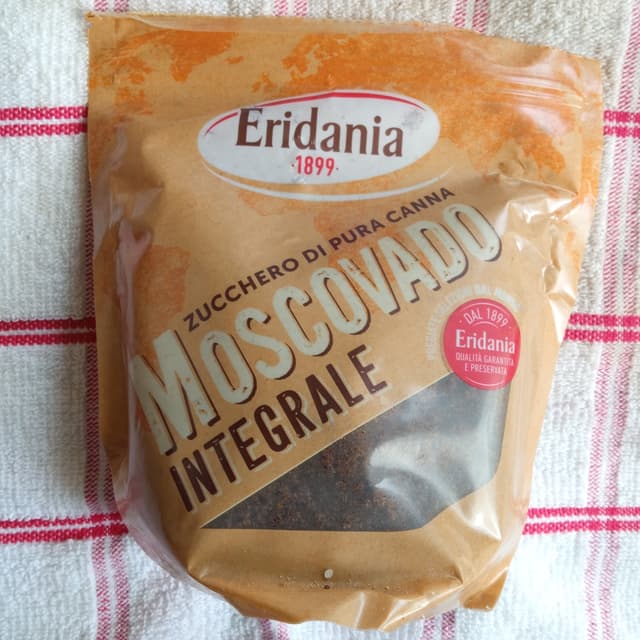 Eridania
·1899·
ZUCCHERO DI PURA CANNA
MOSCOVADO
INTEGRALE
DAL 1899
Eridania
QUALITÀ GARANTITA
E PRESERVATA